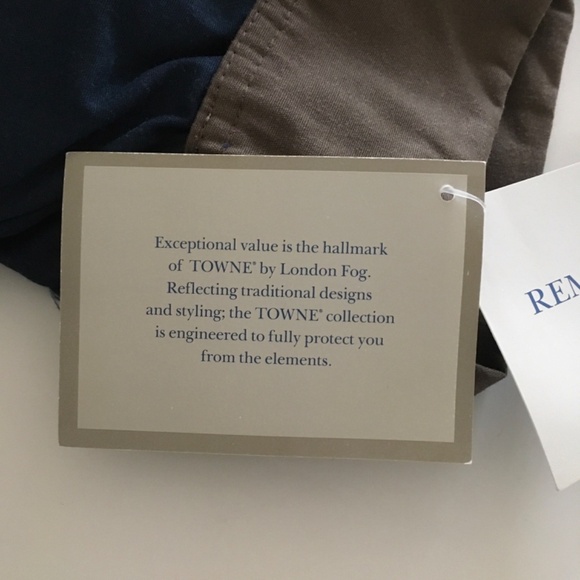 Exceptional value is the hallmark
of TOWNE® by London Fog.
Reflecting traditional designs
and styling; the TOWNE® collection
is engineered to fully protect you
from the elements.
REM